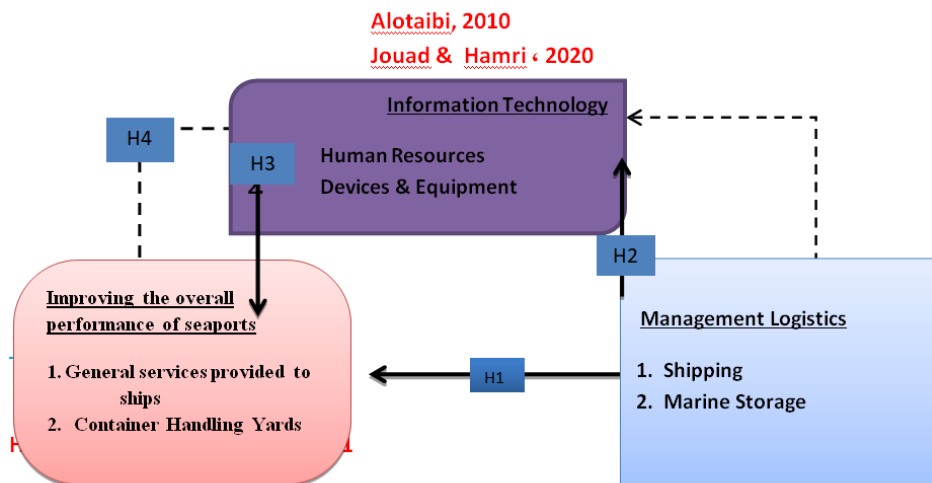 Alotaibi, 2010
Jouad & Hamri ، 2020
Information Technology
Human Resources
Devices & Equipment
H4
H3
H2
H1
Improving the overall
performance of seaports
1. General services provided to
ships
2. Container Handling Yards
Management Logistics
1. Shipping
2. Marine Storage